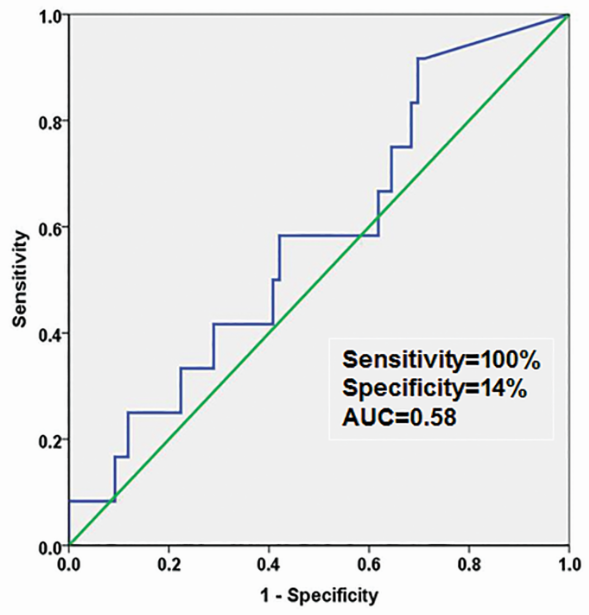 1.0
0.8
0.6
0.4
0.2
0.0
Sensitivity
Sensitivity=100%
Specificity=14%
AUC=0.58
0.0 0.2 0.4 0.6 0.8 1.0
1 - Specificity